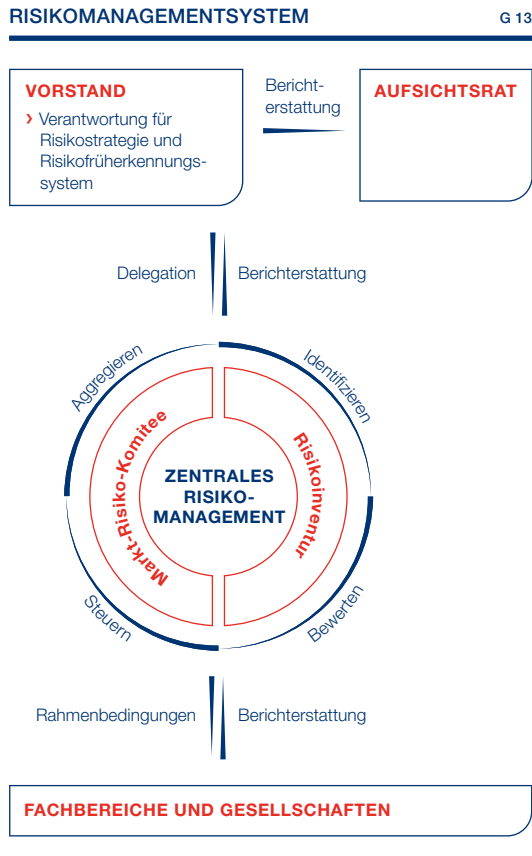 RISIKOMANAGEMENTSYSTEM
G 13
VORSTAND
› Verantwortung für
Risikostrategie und
Risikofrüherkennungs-
system
Bericht-
erstattung
AUFSICHTSRAT
Delegation
Berichterstattung
Aggregieren
Identifizieren
Markt-Risiko-Komitee
Risikoinventur
ZENTRALES
RISIKO-
MANAGEMENT
Steuern
Bewerten
Rahmenbedingungen
Berichterstattung
FACHBEREICHE UND GESELLSCHAFTEN